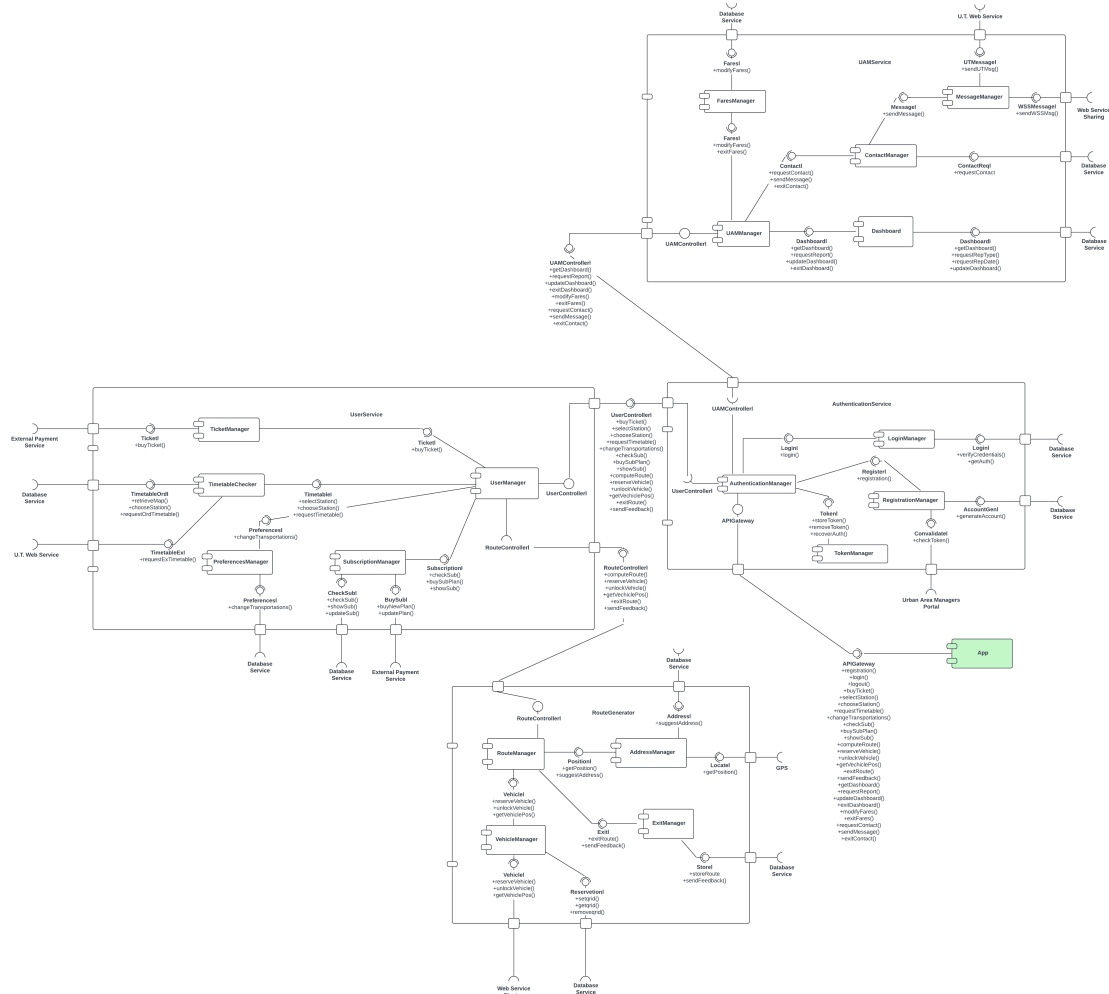 Database
Service
U.T. Web Service
UAMService
FaresI
+modifyFares()
UTMessageI
+sendUTMsg()
FaresManager
MessageManager
MessageI
+sendMessage()
WSSMessageI
+sendWSSMsg()
Web Service
Sharing
FaresI
+modifyFares()
+exitFares()
ContactManager
ContactI
+requestContact()
+sendMessage()
+exitContact()
ContactReqI
+requestContact
Database
Service
UAMManager
Dashboard
UAMControllerI
DashboardI
+getDashboard()
+requestReport()
+updateDashboard()
+exitDashboard()
DashboardI
+getDashboard()
+requestRepType()
+requestRepDate()
+updateDashboard()
Database
Service
UAMControllerI
+getDashboard()
+requestReport()
+updateDashboard()
+exitDashboard()
+modifyFares()
+exitFares()
+requestContact()
+sendMessage()
+exitContact()
UserService
External Payment
Service
TicketI
+buyTicket()
TicketManager
TicketI
+buyTicket()
Database
Service
TimetableOrdI
+retrieveMap()
+chooseStation()
+requestOrdTimetable()
TimetableChecker
TimetableI
+selectStation()
+chooseStation()
+requestTimetable()
UserManager
UserControllerI
PreferencesI
+changeTransportations()
U.T. Web Service
TimetableExI
+requestExTimetable()
PreferencesManager
SubscriptionManager
SubscriptionI
+checkSub()
+buySubPlan()
+showSub()
RouteControllerI
PreferencesI
+changeTransportations()
CheckSubI
+checkSub()
+showSub()
+updateSub()
BuySubI
+buyNewPlan()
+updatePlan()
Database
Service
Database
Service
External Payment
Service
UserControllerI
+buyTicket()
+selectStation()
+chooseStation()
+requestTimetable()
+changeTransportations()
+checkSub()
+buySubPlan()
+showSub()
+computeRoute()
+reserveVehicle()
+unlockVehicle()
+getVechiclePos()
+exitRoute()
+sendFeedback()
RouteControllerI
+computeRoute()
+reserveVehicle()
+unlockVehicle()
+getVechiclePos()
+exitRoute()
+sendFeedback()
AuthenticationService
UAMControllerI
LoginI
+login()
LoginManager
LoginI
+verifyCredentials()
+getAuth()
Database
Service
RegisterI
+registration()
AuthenticationManager
UserControllerI
RegistrationManager
AccountGenI
+generateAccount()
Database
Service
APIGateway
TokenI
+storeToken()
+removeToken()
+recoverAuth()
TokenManager
ConvalidateI
+checkToken()
Urban Area Managers
Portal
App
APIGateway
+registration()
+login()
+logout()
+buyTicket()
+selectStation()
+chooseStation()
+requestTimetable()
+changeTransportations()
+checkSub()
+buySubPlan()
+showSub()
+computeRoute()
+reserveVehicle()
+unlockVehicle()
+getVechiclePos()
+exitRoute()
+sendFeedback()
+getDashboard()
+requestReport()
+updateDashboard()
+exitDashboard()
+modifyFares()
+exitFares()
+requestContact()
+sendMessage()
+exitContact()
Database
Service
RouteControllerI
RouteGenerator
AddressI
+suggestAddress()
RouteManager
PositionI
+getPosition()
+suggestAddress()
AddressManager
LocateI
+getPosition()
GPS
VehicleI
+reserveVehicle()
+unlockVehicle()
+getVehiclePos()
VehicleManager
ExitI
+exitRoute()
+sendFeedback()
ExitManager
StoreI
+storeRoute
+sendFeedback()
Database
Service
VehicleI
+reserveVehicle()
+unlockVehicle()
+getVehiclePos()
ReservetionI
+setqrid()
+getqrid()
+removeqrid()
Web Service
Database
Service